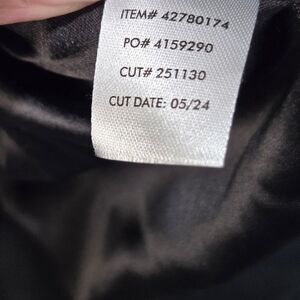 ITEM# 42780174
PO# 4159290
CUT# 251130
CUT DATE: 05/24